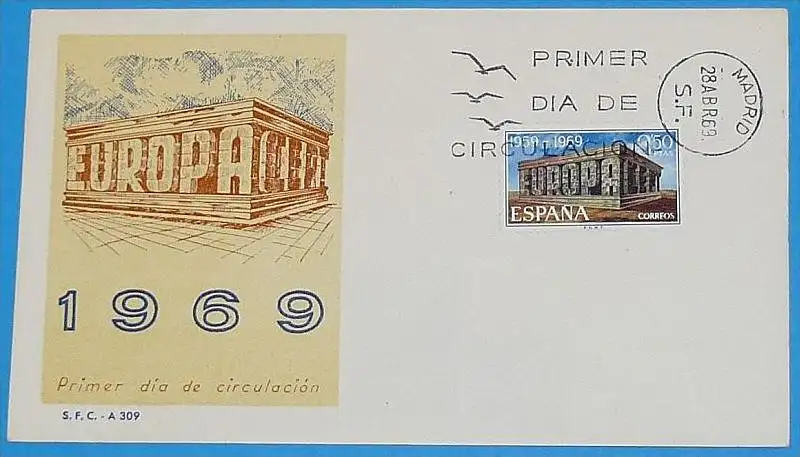 EUROPA CEPT
1969
Primer día de circulación
S. F. C. - A 309
PRIMER
DIA DE
CIRCULACION
MADRID
28 ABR 69.
S.F.
1959 - 1969
0'50
PTAS
EUROPA
ESPAÑA
CORREOS